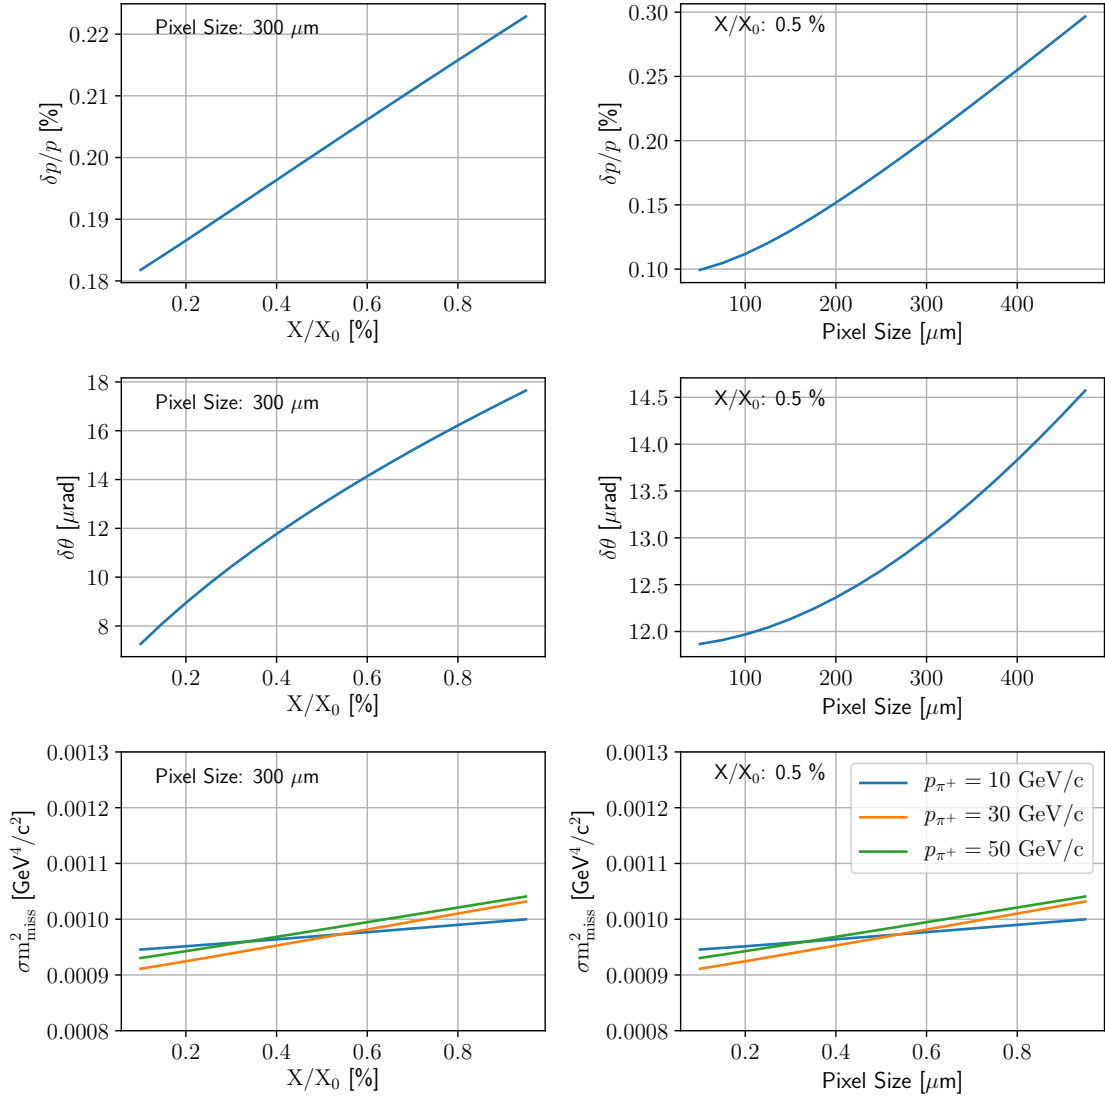 Pixel Size: 300 μm
δp/p [%]
0.22
0.21
0.20
0.19
0.18
0.2 0.4 0.6 0.8
X/X₀ [%]
X/X₀: 0.5 %
δp/p [%]
0.30
0.25
0.20
0.15
0.10
100 200 300 400
Pixel Size [μm]
Pixel Size: 300 μm
δθ [μrad]
18
16
14
12
10
8
0.2 0.4 0.6 0.8
X/X₀ [%]
X/X₀: 0.5 %
δθ [μrad]
14.5
14.0
13.5
13.0
12.5
12.0
100 200 300 400
Pixel Size [μm]
Pixel Size: 300 μm
σm²miss [GeV⁴/c²]
0.0013
0.0012
0.0011
0.0010
0.0009
0.0008
0.2 0.4 0.6 0.8
X/X₀ [%]
X/X₀: 0.5 %
pπ+ = 10 GeV/c
pπ+ = 30 GeV/c
pπ+ = 50 GeV/c
σm²miss [GeV⁴/c²]
0.0013
0.0012
0.0011
0.0010
0.0009
0.0008
0.2 0.4 0.6 0.8
Pixel Size [μm]